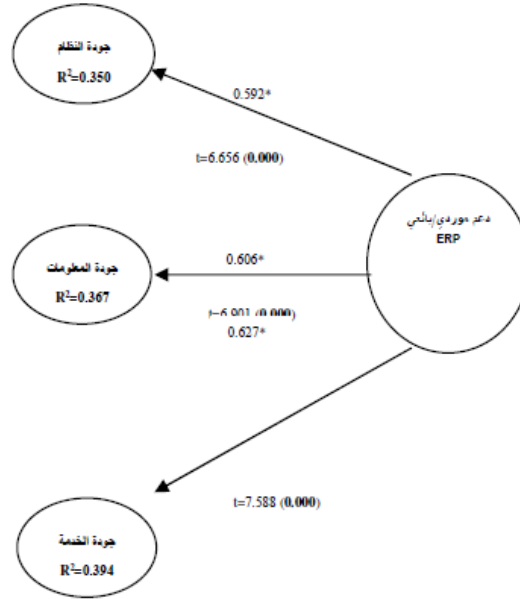 جودة النظام
R²=0.350
0.592*
t=6.656 (0.000)
دعم موردي/بائعي
ERP
جودة المعلومات
R²=0.367
0.606*
t=6.901 (0.000)
0.627*
t=7.588 (0.000)
جودة الخدمة
R²=0.394